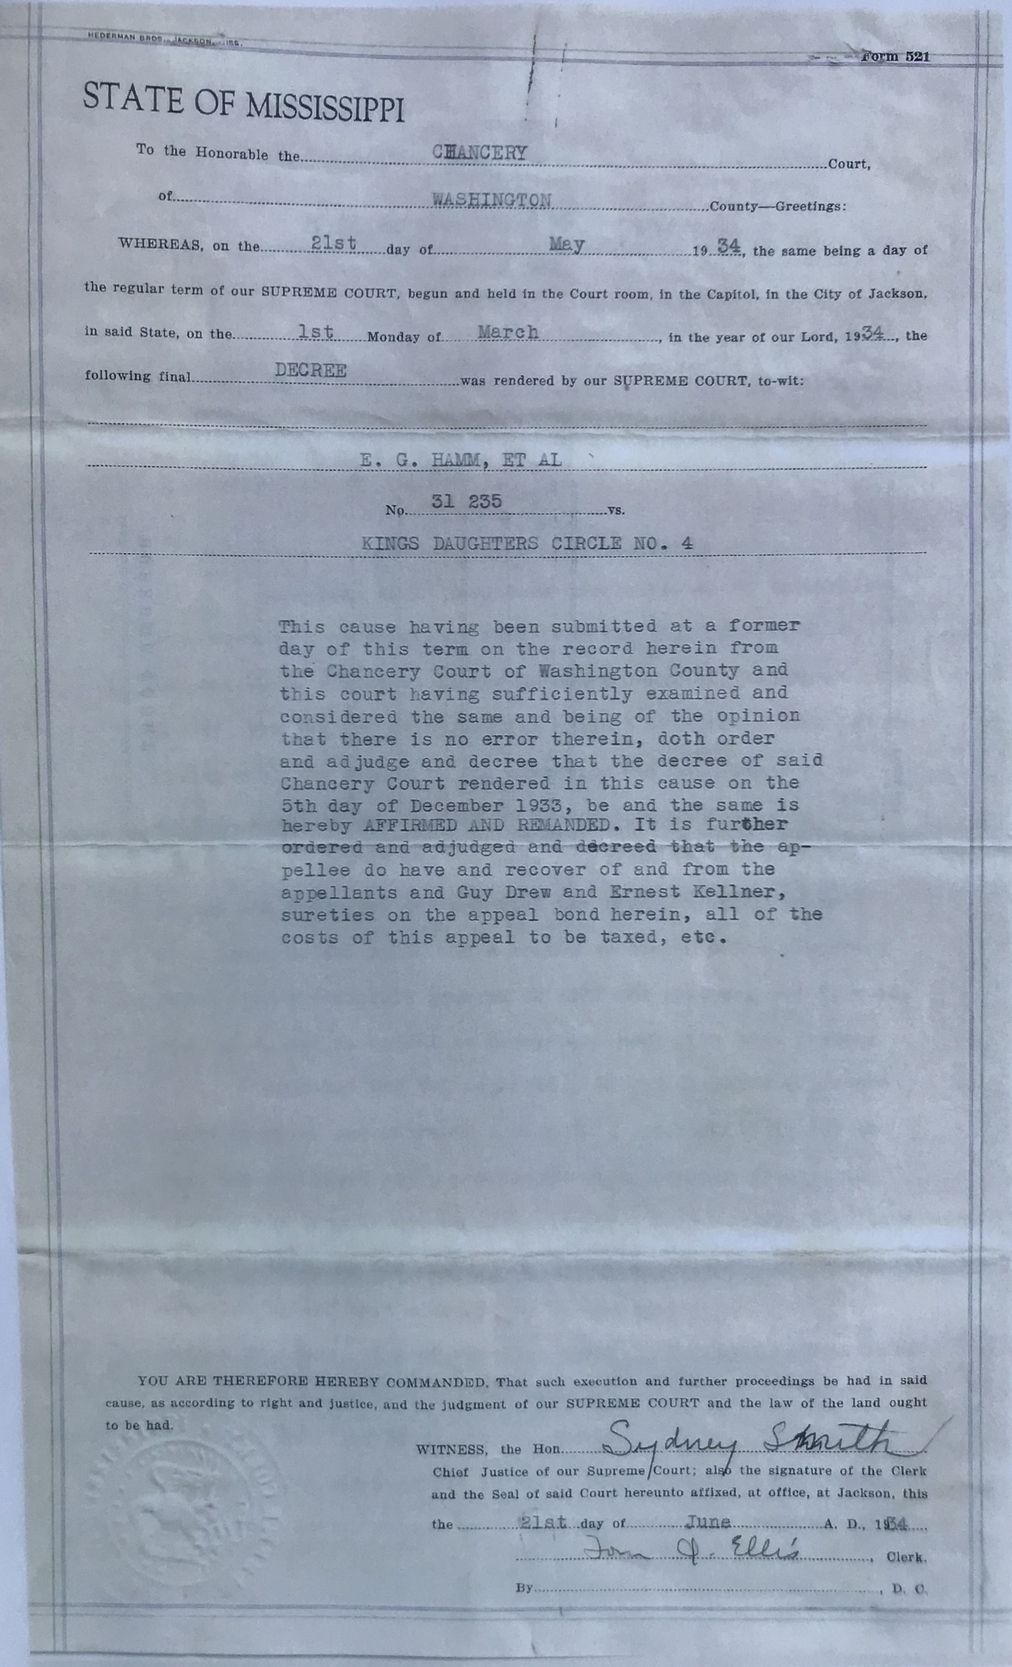 HEDERMAN BROS., JACKSON, MISS.
Form 521
STATE OF MISSISSIPPI
To the Honorable the CHANCERY Court,
of WASHINGTON County—Greetings:
WHEREAS, on the 21st day of May 1934, the same being a day of
the regular term of our SUPREME COURT, begun and held in the Court room, in the Capitol, in the City of Jackson,
in said State, on the 1st Monday of March, in the year of our Lord, 1934, the
following final DECREE was rendered by our SUPREME COURT, to-wit:
E. G. HAMM, ET AL
No. 31 235 vs.
KINGS DAUGHTERS CIRCLE NO. 4
This cause having been submitted at a former
day of this term on the record herein from
the Chancery Court of Washington County and
this court having sufficiently examined and
considered the same and being of the opinion
that there is no error therein, doth order
and adjudge and decree that the decree of said
Chancery Court rendered in this cause on the
5th day of December 1933, be and the same is
hereby AFFIRMED AND REMANDED. It is further
ordered and adjudged and decreed that the ap-
pellee do have and recover of and from the
appellants and Guy Drew and Ernest Kellner,
sureties on the appeal bond herein, all of the
costs of this appeal to be taxed, etc.
YOU ARE THEREFORE HEREBY COMMANDED, That such execution and further proceedings be had in said
cause, as according to right and justice, and the judgment of our SUPREME COURT and the law of the land ought
to be had.
WITNESS, the Hon. Sydney Smith
Chief Justice of our Supreme Court; also the signature of the Clerk
and the Seal of said Court hereunto affixed, at office, at Jackson, this
the 21st day of June A. D., 1934
Tom Q. Ellis, Clerk.
By, D. C.